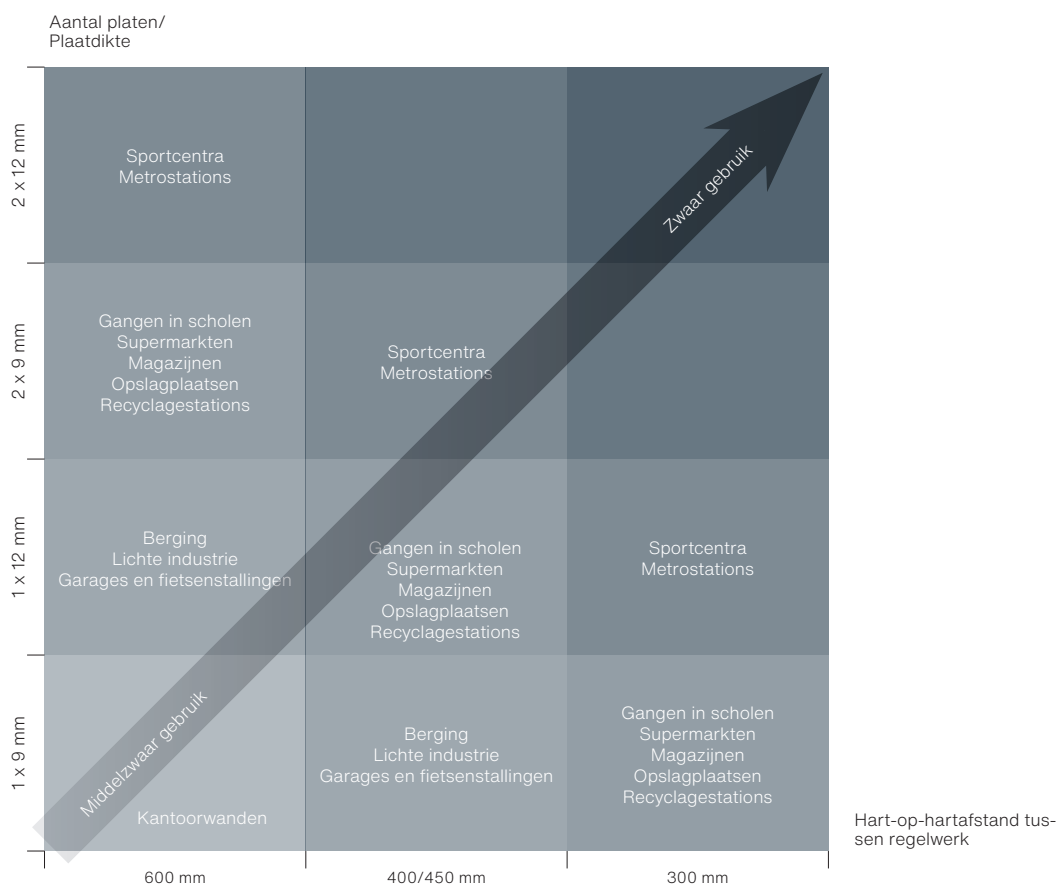 Aantal platen/
Plaatdikte
2 x 12 mm
Sportcentra
Metrostations
Zwaar gebruik
2 x 9 mm
Gangen in scholen
Supermarkten
Magazijnen
Opslagplaatsen
Recyclagestations
Sportcentra
Metrostations
1 x 12 mm
Berging
Lichte industrie
Garages en fietsenstallingen
Gangen in scholen
Supermarkten
Magazijnen
Opslagplaatsen
Recyclagestations
Sportcentra
Metrostations
1 x 9 mm
Middelzwaar gebruik
Kantoorwanden
Berging
Lichte industrie
Garages en fietsenstallingen
Gangen in scholen
Supermarkten
Magazijnen
Opslagplaatsen
Recyclagestations
Hart-op-hartafstand tus-
sen regelwerk
600 mm
400/450 mm
300 mm